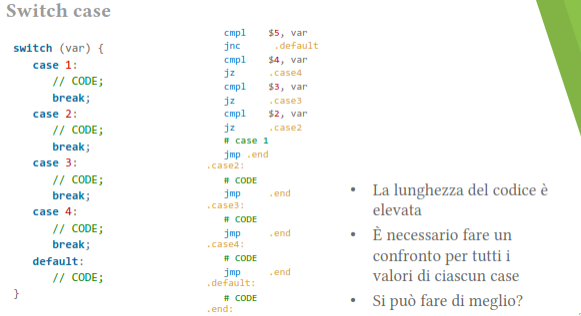 Switch case
switch (var) {
case 1:
// CODE;
break;
case 2:
// CODE;
break;
case 3:
// CODE;
break;
case 4:
// CODE;
break;
default:
// CODE;
}
cmpl $5, var
jnc .default
cmpl $4, var
jz .case4
cmpl $3, var
jz .case3
cmpl $2, var
jz .case2
# case 1
jmp .end
.case2:
# CODE
jmp .end
.case3:
# CODE
jmp .end
.case4:
# CODE
jmp .end
.default:
# CODE
.end:
• La lunghezza del codice è
elevata
• È necessario fare un
confronto per tutti i
valori di ciascun case
• Si può fare di meglio?